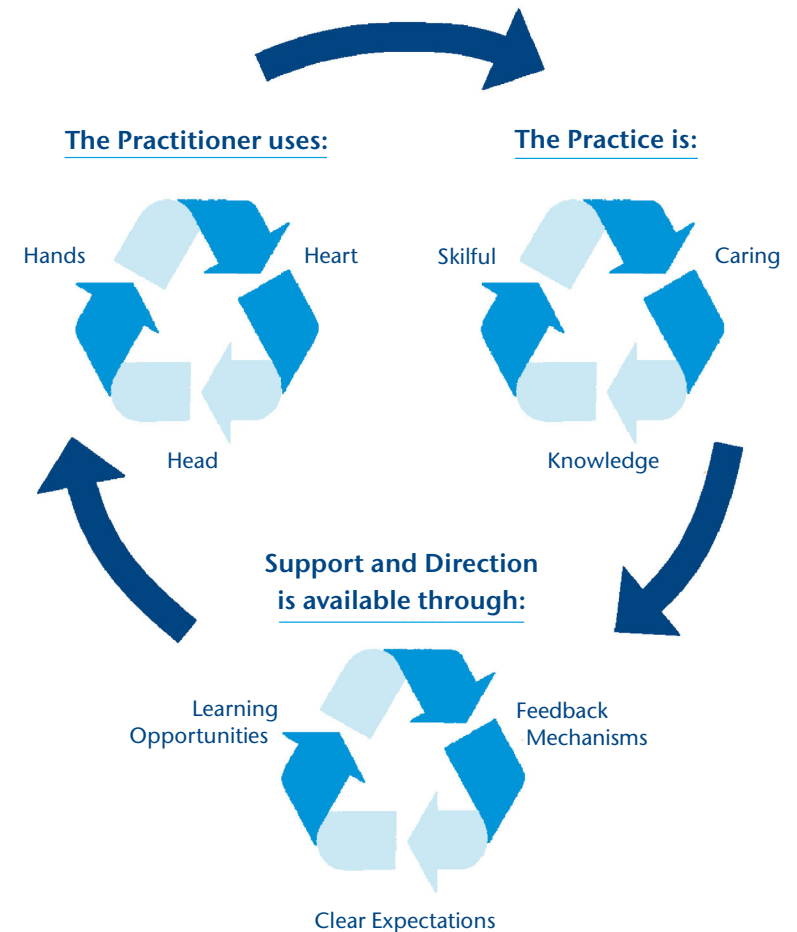 The Practitioner uses:
Hands
Heart
Head
The Practice is:
Skilful
Caring
Knowledge
Support and Direction
is available through:
Learning
Opportunities
Feedback
Mechanisms
Clear Expectations